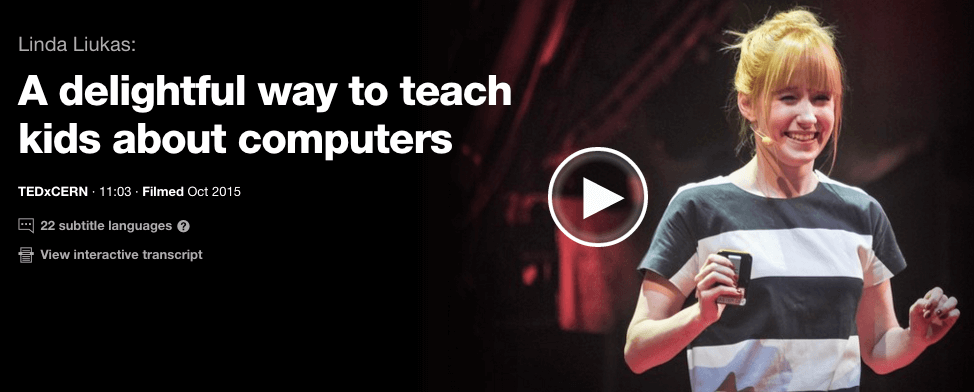 Linda Liukas:
A delightful way to teach
kids about computers
TEDxCERN · 11:03 · Filmed Oct 2015
22 subtitle languages ?
View interactive transcript